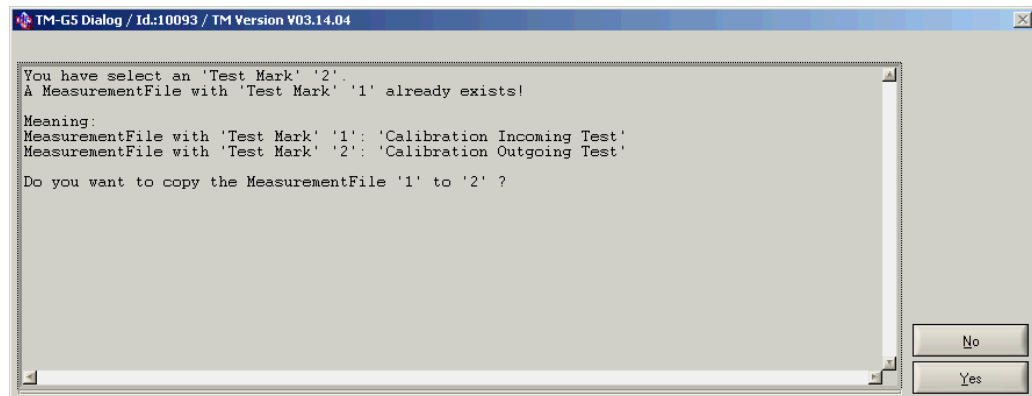 TM-G5 Dialog / Id.:10093 / TM Version V03.14.04
You have select an 'Test Mark' '2'.
A MeasurementFile with 'Test Mark' '1' already exists!
Meaning:
MeasurementFile with 'Test Mark' '1': 'Calibration Incoming Test'
MeasurementFile with 'Test Mark' '2': 'Calibration Outgoing Test'
Do you want to copy the MeasurementFile '1' to '2' ?
No
Yes